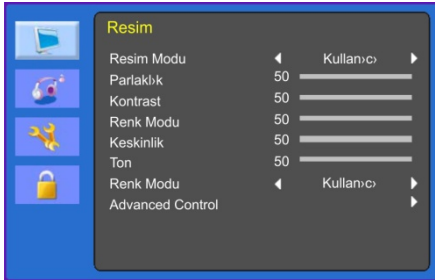 Resim
Resim Modu Kullan›c›
Parlakl›k 50
Kontrast 50
Renk Modu 50
Keskinlik 50
Ton 50
Renk Modu Kullan›c›
Advanced Control